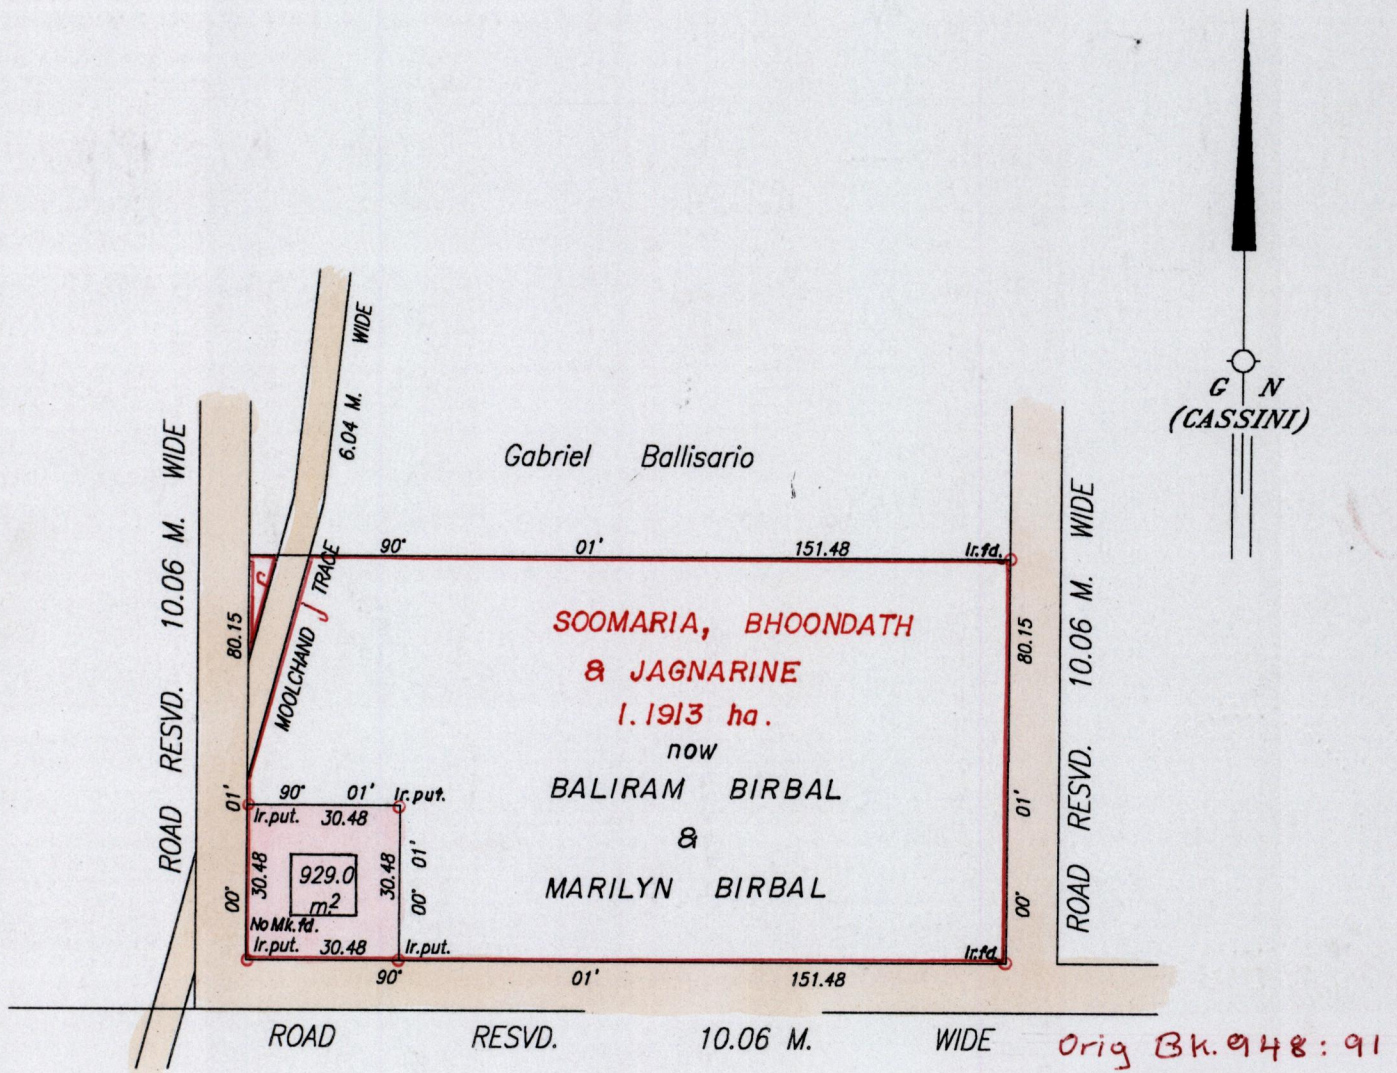 G N
(CASSINI)
6.04 M. WIDE
Gabriel Ballisario
ROAD RESVD. 10.06 M. WIDE
90° 01' 151.48 Ir.fd.
MOOLCHAND TRACE
00° 01' 80.15
SOOMARIA, BHOONDATH
& JAGNARINE
1.1913 ha.
now
BALIRAM BIRBAL
&
MARILYN BIRBAL
00° 01' 80.15
ROAD RESVD. 10.06 M. WIDE
90° 01' Ir.put.
Ir.put. 30.48
30.48
929.0
m²
30.48
00° 01'
No Mk.fd.
Ir.put. 30.48 Ir.put.
Ir.fd.
90° 01' 151.48
ROAD RESVD. 10.06 M. WIDE
Orig Bk. 948: 91